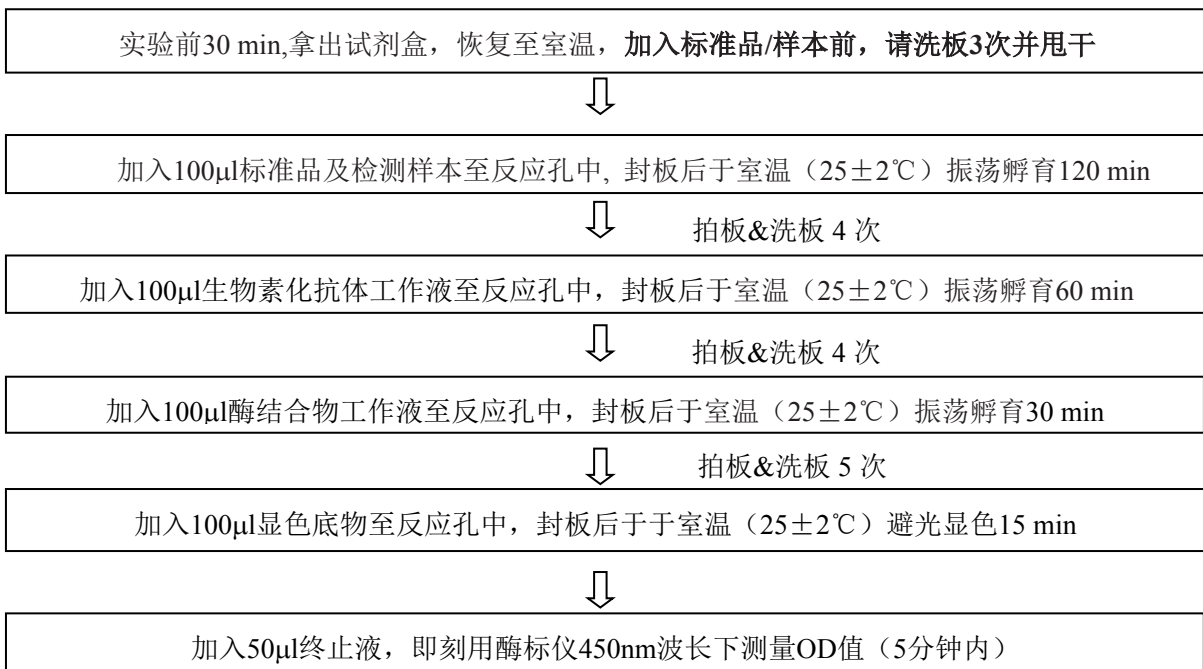 实验前30 min,拿出试剂盒，恢复至室温，加入标准品/样本前，请洗板3次并甩干
加入100μl标准品及检测样本至反应孔中, 封板后于室温（25±2℃）振荡孵育120 min
拍板&洗板 4 次
加入100μl生物素化抗体工作液至反应孔中，封板后于室温（25±2℃）振荡孵育60 min
拍板&洗板 4 次
加入100μl酶结合物工作液至反应孔中，封板后于室温（25±2℃）振荡孵育30 min
拍板&洗板 5 次
加入100μl显色底物至反应孔中，封板后于于室温（25±2℃）避光显色15 min
加入50μl终止液，即刻用酶标仪450nm波长下测量OD值（5分钟内）